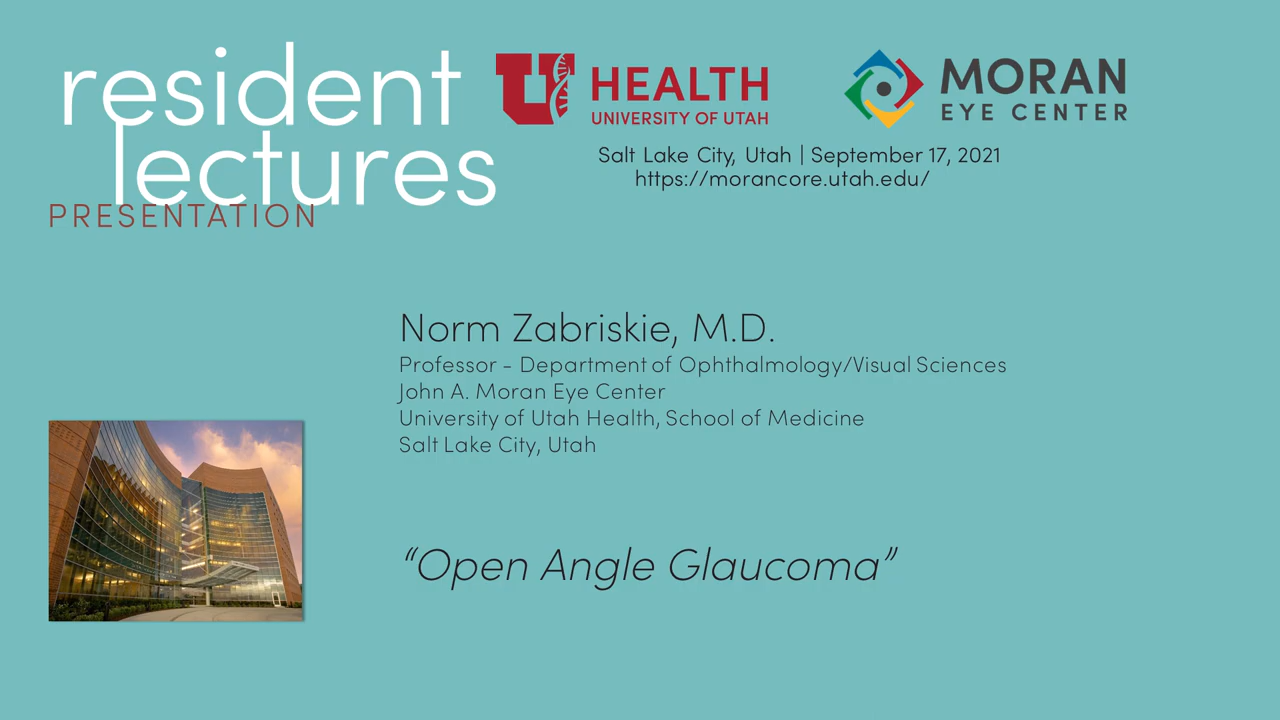 resident
lectures
PRESENTATION
U HEALTH
UNIVERSITY OF UTAH
MORAN
EYE CENTER
Salt Lake City, Utah | September 17, 2021
https://morancore.utah.edu/
Norm Zabriskie, M.D.
Professor - Department of Ophthalmology/Visual Sciences
John A. Moran Eye Center
University of Utah Health, School of Medicine
Salt Lake City, Utah
“Open Angle Glaucoma”